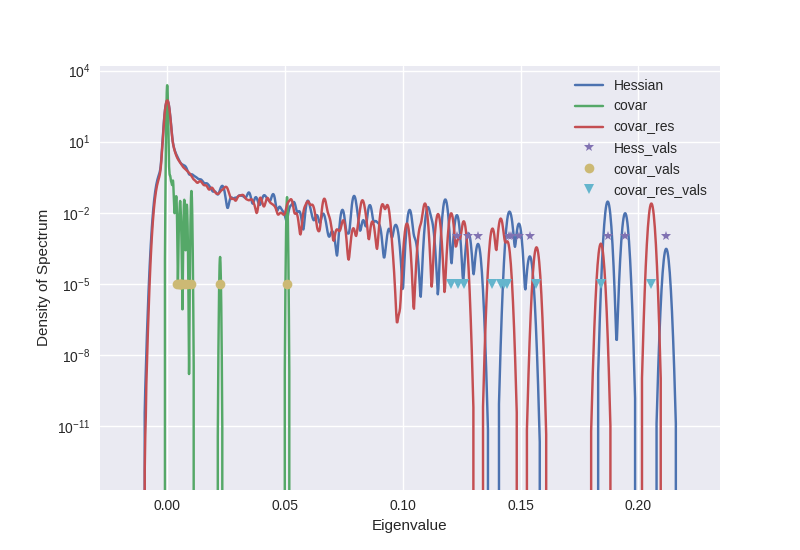 10^4
10^1
10^−2
10^−5
10^−8
10^−11
Density of Spectrum
Hessian
covar
covar_res
Hess_vals
covar_vals
covar_res_vals
0.00 0.05 0.10 0.15 0.20
Eigenvalue